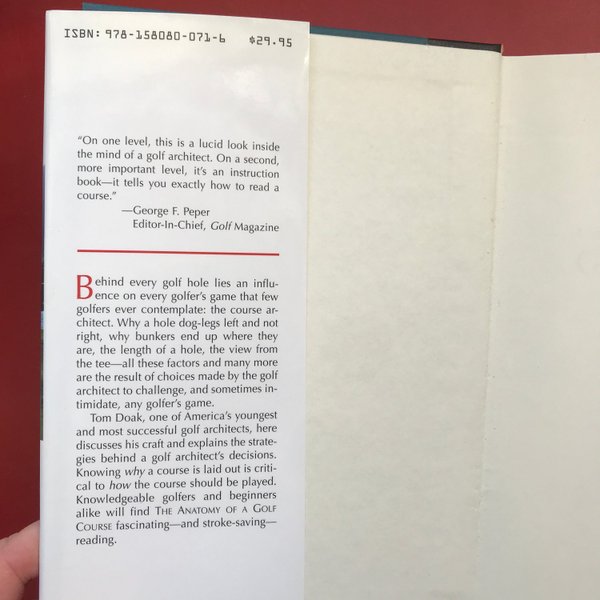 ISBN: 978-158080-071-6 $29.95
“On one level, this is a lucid look inside
the mind of a golf architect. On a second,
more important level, it’s an instruction
book—it tells you exactly how to read a
course.”
—George F. Peper
Editor-In-Chief, Golf Magazine
Behind every golf hole lies an influ-
ence on every golfer’s game that few
golfers ever contemplate: the course ar-
chitect. Why a hole dog-legs left and not
right, why bunkers end up where they
are, the length of a hole, the view from
the tee—all these factors and many more
are the result of choices made by the golf
architect to challenge, and sometimes in-
timidate, any golfer’s game.
Tom Doak, one of America’s youngest
and most successful golf architects, here
discusses his craft and explains the strate-
gies behind a golf architect’s decisions.
Knowing why a course is laid out is criti-
cal to how the course should be played.
Knowledgeable golfers and beginners
alike will find THE ANATOMY OF A GOLF
COURSE fascinating—and stroke-saving—
reading.